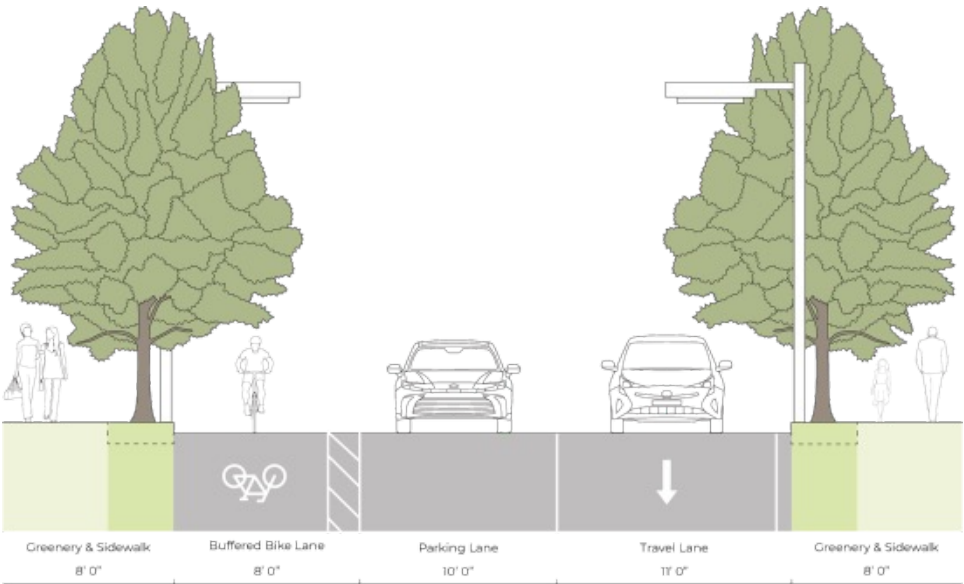 Greenery & Sidewalk
Buffered Bike Lane
Parking Lane
Travel Lane
Greenery & Sidewalk
8' 0"
8' 0"
10' 0"
11' 0"
8' 0"